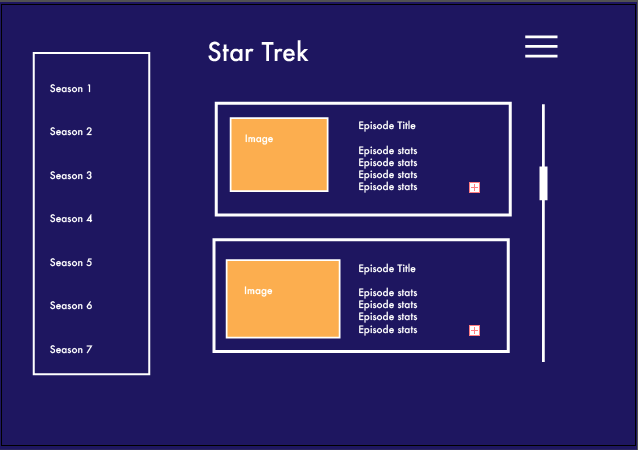 Star Trek
Season 1
Season 2
Season 3
Season 4
Season 5
Season 6
Season 7
Image
Episode Title
Episode stats
Episode stats
Episode stats
Episode stats
Image
Episode Title
Episode stats
Episode stats
Episode stats
Episode stats